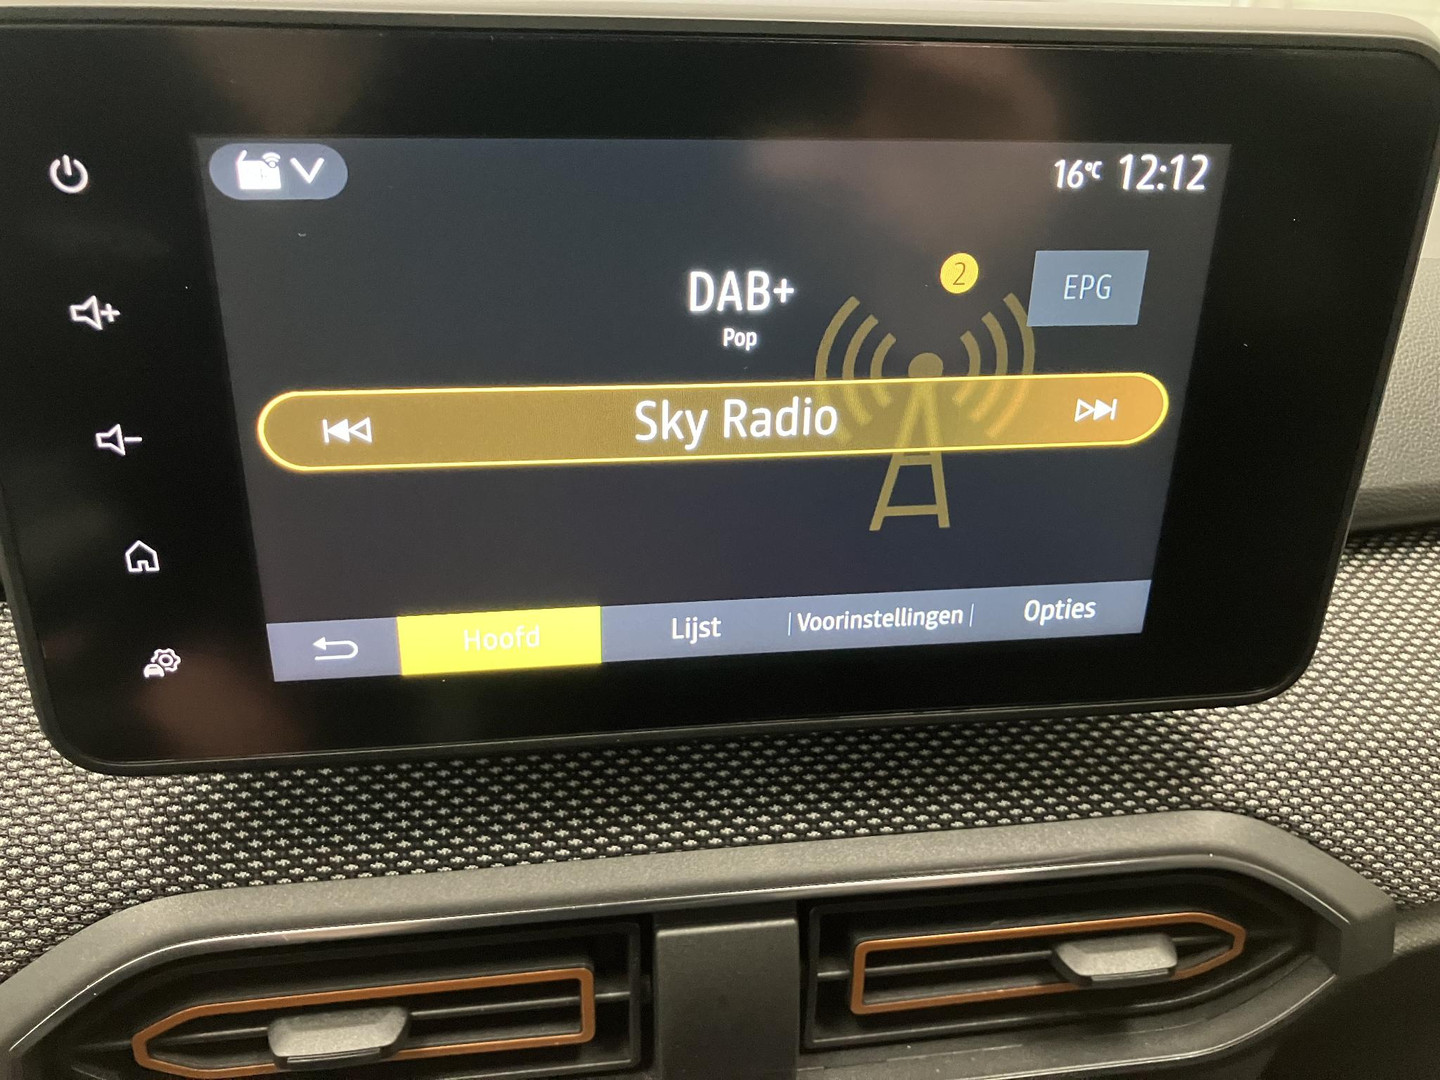 16°C 12:12
DAB+
2
EPG
Pop
Sky Radio
Hoofd
Lijst
Voorinstellingen
Opties